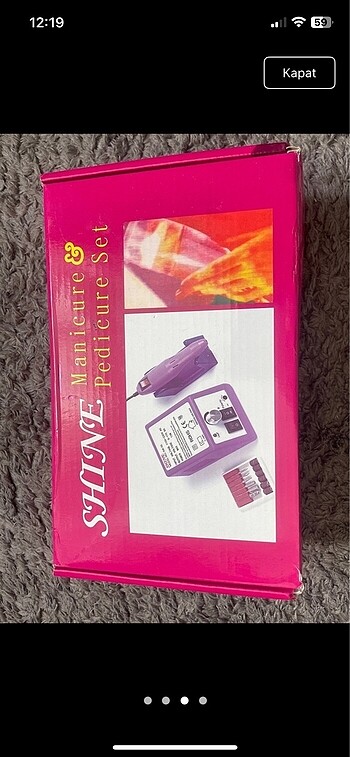 12:19
59
Kapat
SHINE
Manicure &
Pedicure Set